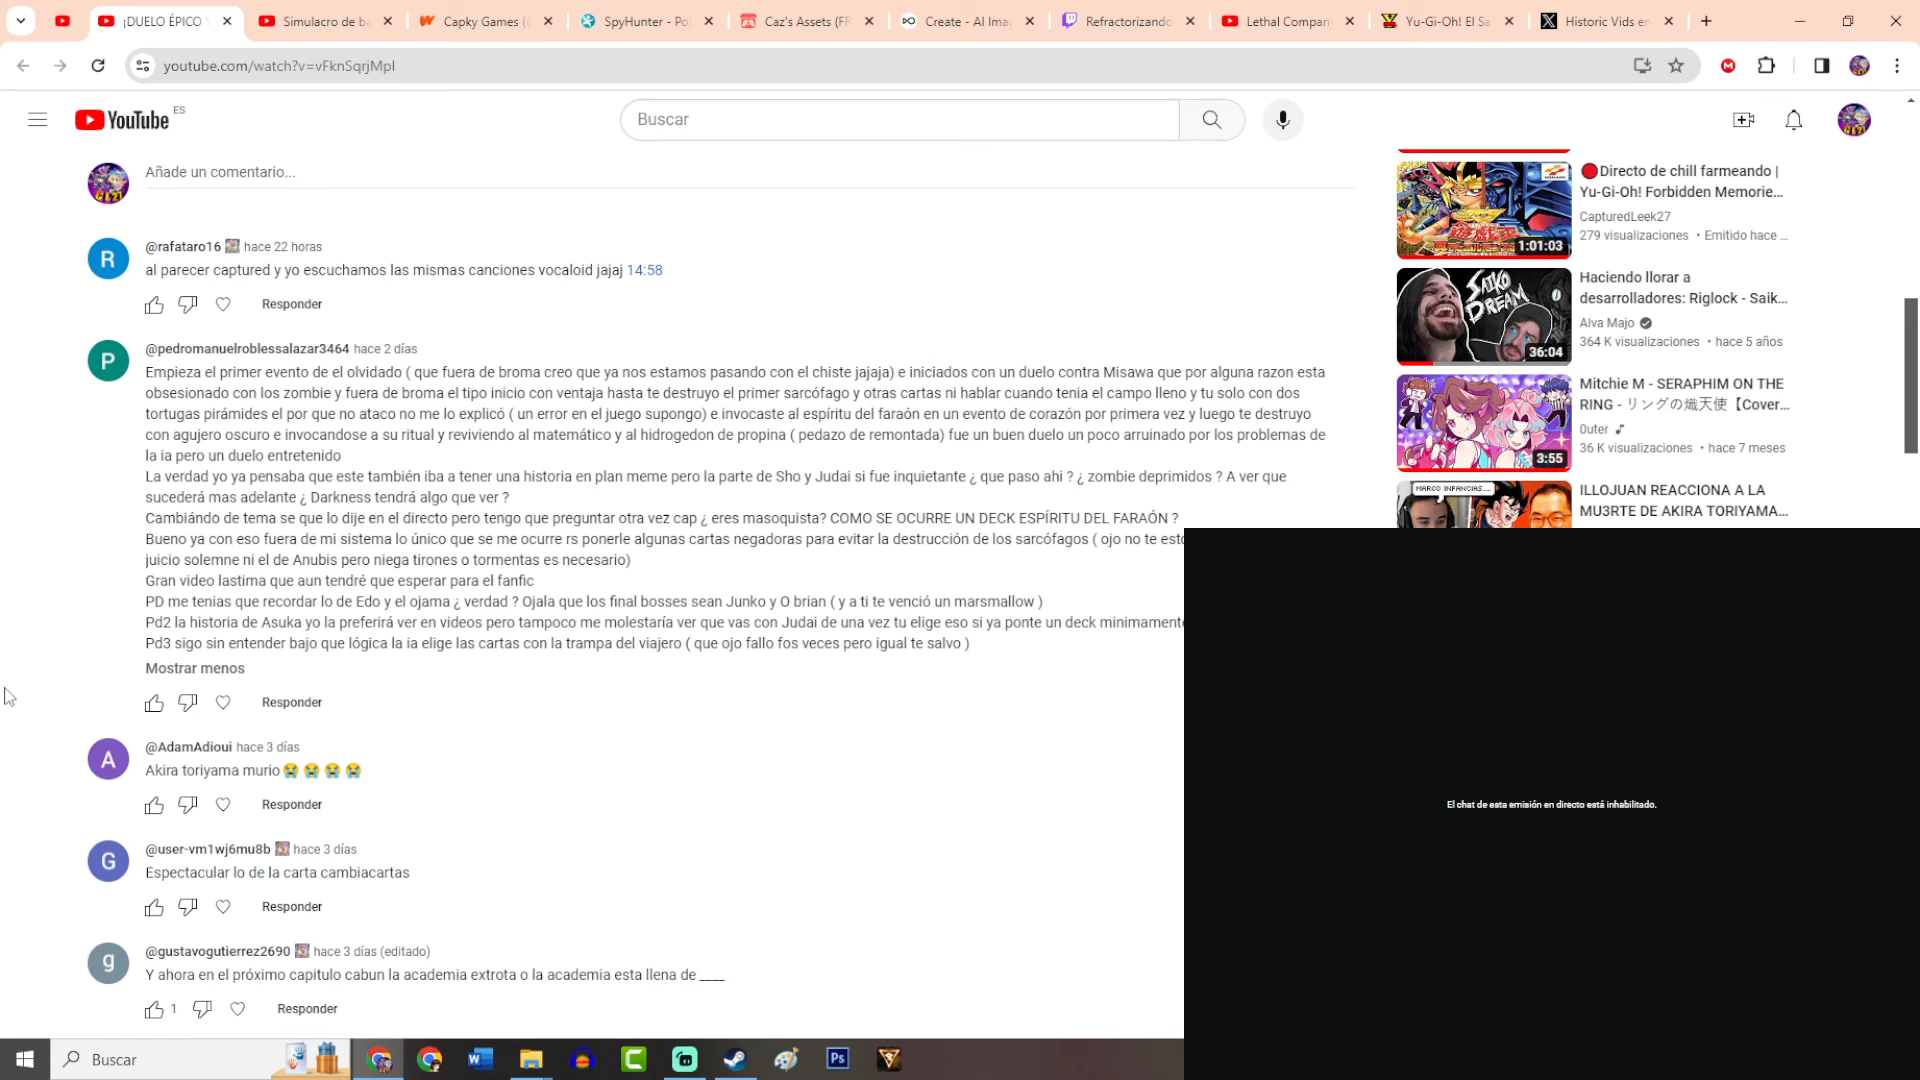 ¡DUELO ÉPICO
Simulacro de ba
Capky Games (
SpyHunter - Po
Caz's Assets (FR
Create - AI Ima
Refractorizando
Lethal Company
Yu-Gi-Oh! El Sa
Historic Vids en
youtube.com/watch?v=vFknSqrjMpI
YouTube ES
Buscar
Añade un comentario...
@rafataro16 hace 22 horas
al parecer captured y yo escuchamos las mismas canciones vocaloid jajaj 14:58
Responder
@pedromanuelroblessalazar3464 hace 2 días
Empieza el primer evento de el olvidado ( que fuera de broma creo que ya nos estamos pasando con el chiste jajaja) e iniciados con un duelo contra Misawa que por alguna razon esta
obsesionado con los zombie y fuera de broma el tipo inicio con ventaja hasta te destruyo el primer sarcófago y otras cartas ni hablar cuando tenia el campo lleno y tu solo con dos
tortugas pirámides el por que no ataco no me lo explicó ( un error en el juego supongo) e invocaste al espíritu del faraón en un evento de corazón por primera vez y luego te destruyo
con agujero oscuro e invocandose a su ritual y reviviendo al matemático y al hidrogedon de propina ( pedazo de remontada) fue un buen duelo un poco arruinado por los problemas de
la ia pero un duelo entretenido
La verdad yo ya pensaba que este también iba a tener una historia en plan meme pero la parte de Sho y Judai si fue inquietante ¿ que paso ahi ? ¿ zombie deprimidos ? A ver que
sucederá mas adelante ¿ Darkness tendrá algo que ver ?
Cambiándo de tema se que lo dije en el directo pero tengo que preguntar otra vez cap ¿ eres masoquista? COMO SE OCURRE UN DECK ESPÍRITU DEL FARAÓN ?
Bueno ya con eso fuera de mi sistema lo único que se me ocurre rs ponerle algunas cartas negadoras para evitar la destrucción de los sarcófagos ( ojo no te esto
juicio solemne ni el de Anubis pero niega tirones o tormentas es necesario)
Gran video lastima que aun tendré que esperar para el fanfic
PD me tenias que recordar lo de Edo y el ojama ¿ verdad ? Ojala que los final bosses sean Junko y O brian ( y a ti te venció un marsmallow )
Pd2 la historia de Asuka yo la preferirá ver en videos pero tampoco me molestaría ver que vas con Judai de una vez tu elige eso si ya ponte un deck minimamente
Pd3 sigo sin entender bajo que lógica la ia elige las cartas con la trampa del viajero ( que ojo fallo fos veces pero igual te salvo )
Mostrar menos
Responder
@AdamAdioui hace 3 días
Akira toriyama murio😭😭😭😭
Responder
@user-vm1wj6mu8b hace 3 días
Espectacular lo de la carta cambiacartas
Responder
@gustavogutierrez2690 hace 3 días (editado)
Y ahora en el próximo capitulo cabun la academia extrota o la academia esta llena de ____
1 Responder
1:01:03
🔴Directo de chill farmeando |
Yu-Gi-Oh! Forbidden Memorie...
CapturedLeek27
279 visualizaciones • Emitido hace ...
SAIKO DREAM
36:04
Haciendo llorar a
desarrolladores: Riglock - Saik...
Alva Majo
364 K visualizaciones • hace 5 años
3:55
Mitchie M - SERAPHIM ON THE
RING - リングの熾天使【Cover...
0uter
36 K visualizaciones • hace 7 meses
MARCO INFANCIAS....
ILLOJUAN REACCIONA A LA
MU3RTE DE AKIRA TORIYAMA...
El chat de esta emisión en directo está inhabilitado.
Buscar